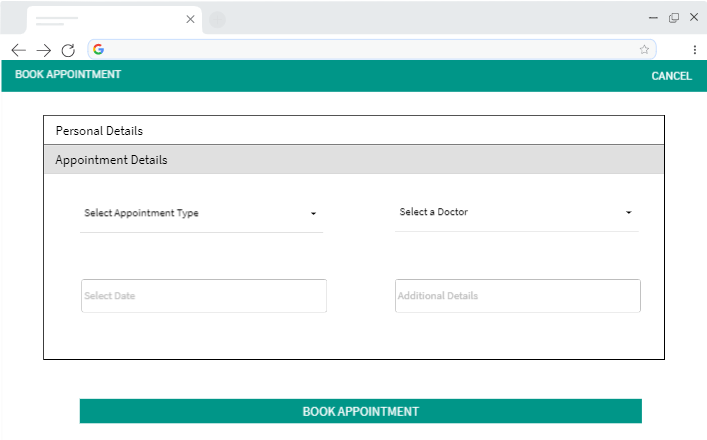 BOOK APPOINTMENT
CANCEL
Personal Details
Appointment Details
Select Appointment Type
Select a Doctor
Select Date
Additional Details
BOOK APPOINTMENT